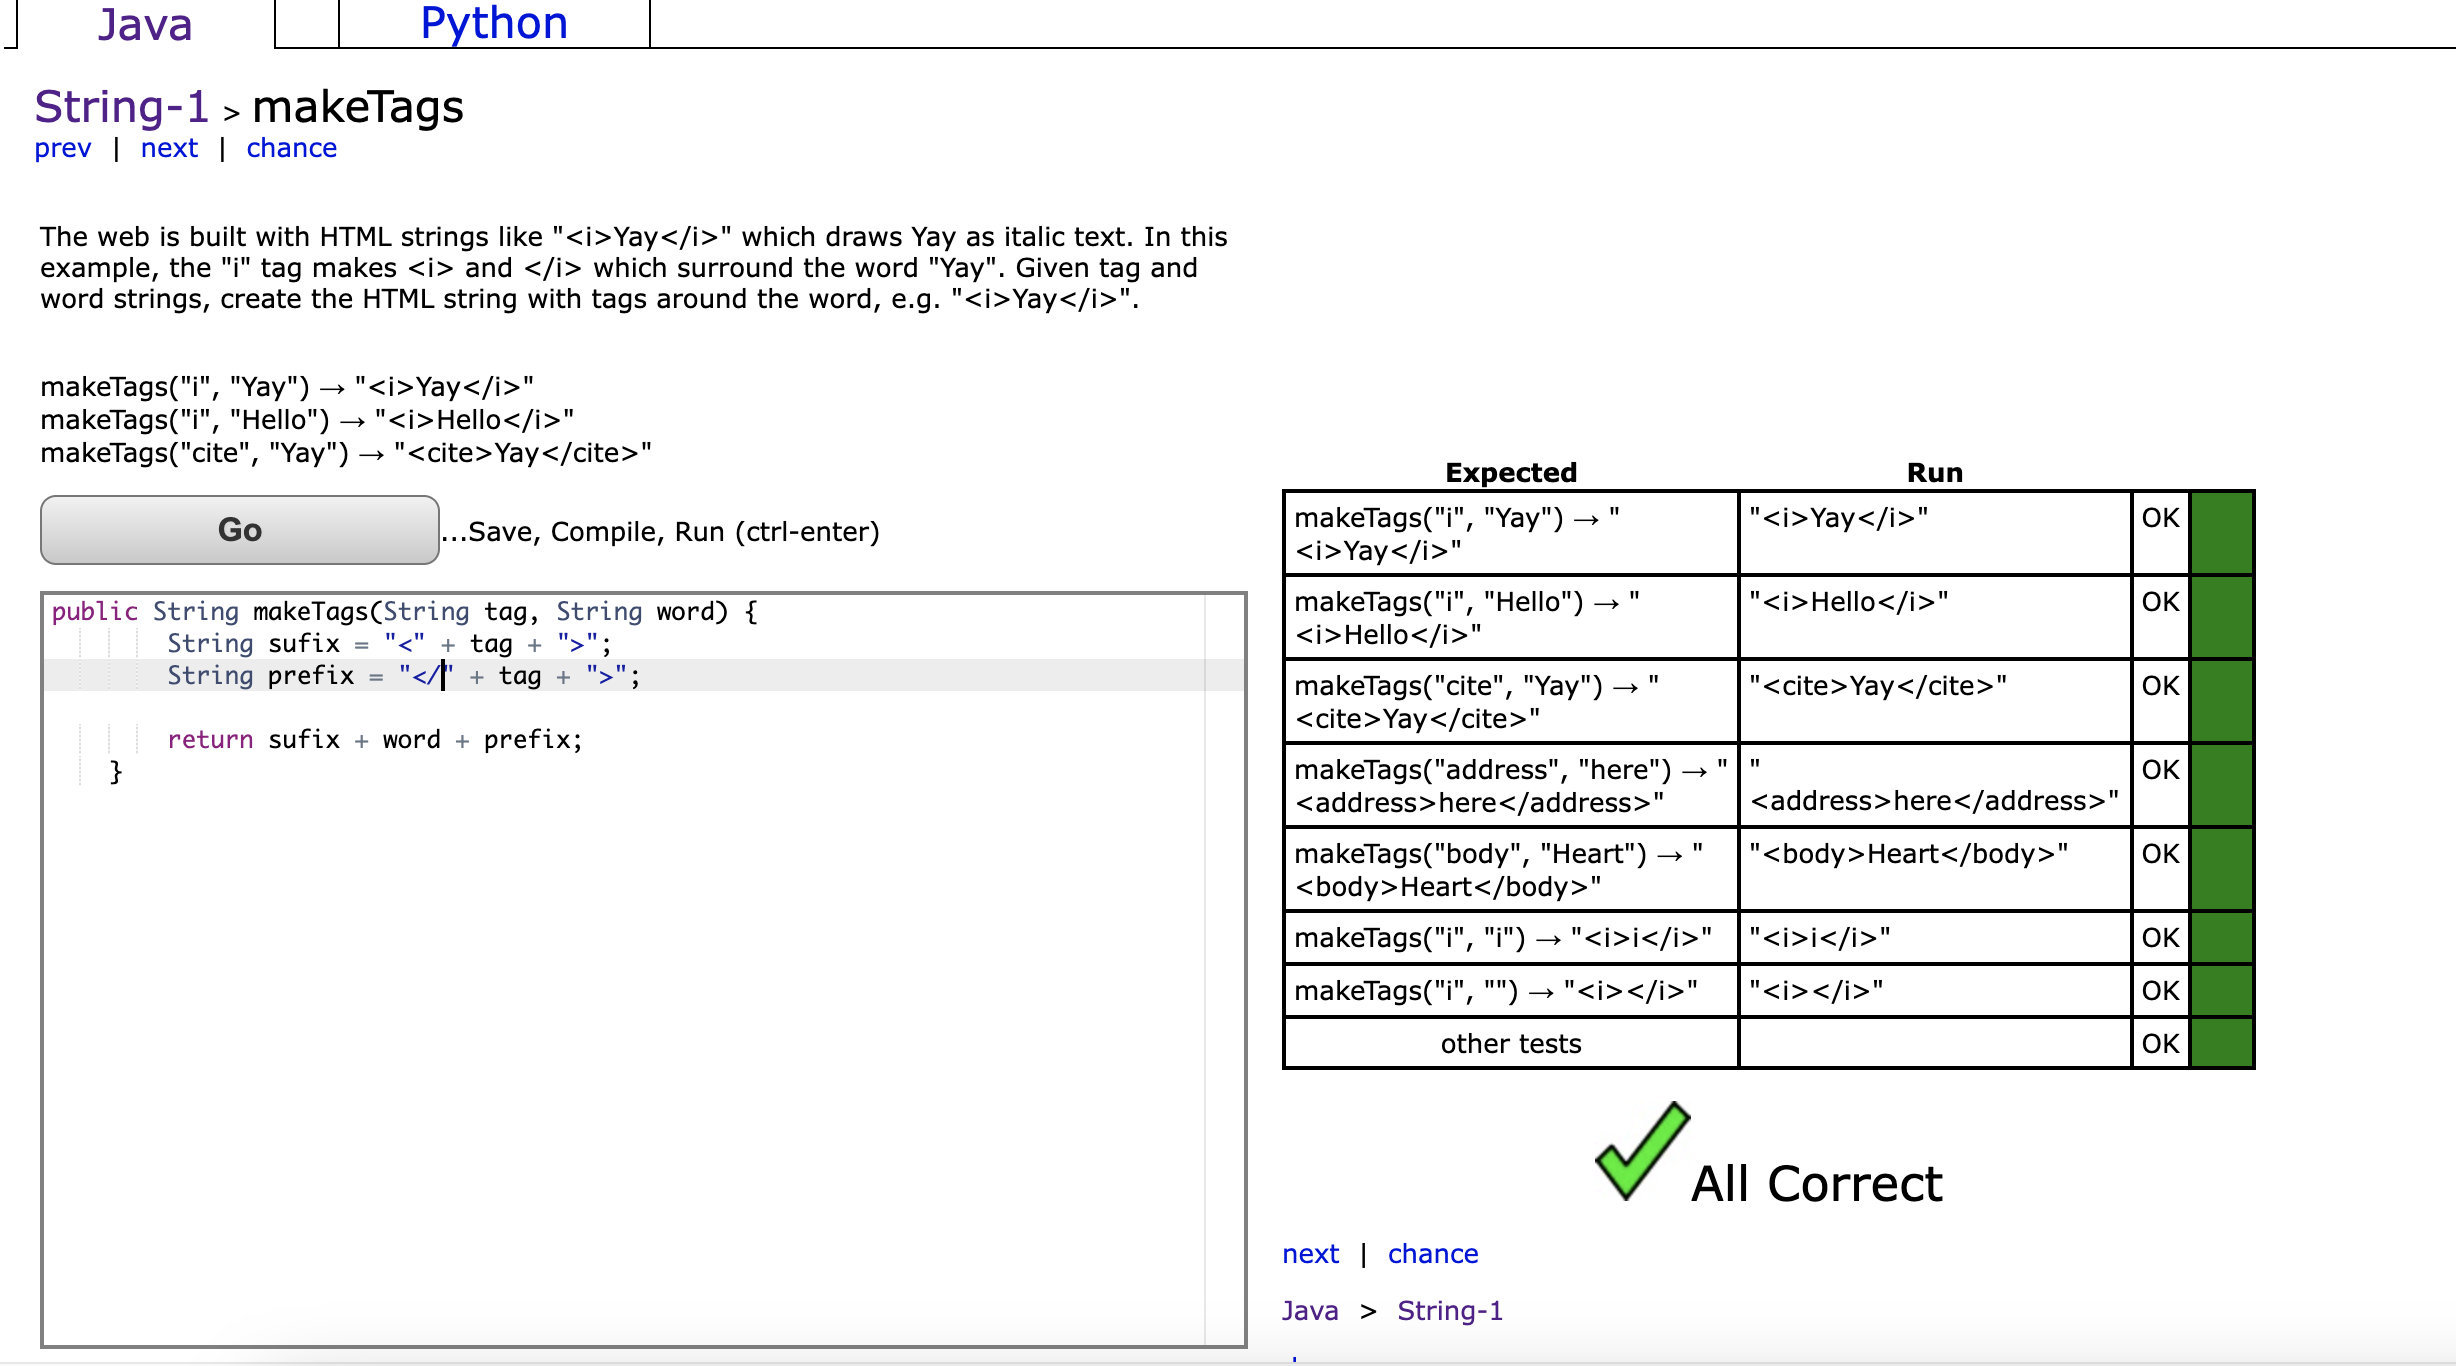 Java
Python
String-1 > makeTags
prev | next | chance
The web is built with HTML strings like "<i>Yay</i>" which draws Yay as italic text. In this
example, the "i" tag makes <i> and </i> which surround the word "Yay". Given tag and
word strings, create the HTML string with tags around the word, e.g. "<i>Yay</i>".
makeTags("i", "Yay") → "<i>Yay</i>"
makeTags("i", "Hello") → "<i>Hello</i>"
makeTags("cite", "Yay") → "<cite>Yay</cite>"
Go
...Save, Compile, Run (ctrl-enter)
public String makeTags(String tag, String word) {
String sufix = "<" + tag + ">";
String prefix = "</" + tag + ">";
return sufix + word + prefix;
}
Expected Run
makeTags("i", "Yay") → "
<i>Yay</i>"
"<i>Yay</i>"
OK
makeTags("i", "Hello") → "
<i>Hello</i>"
"<i>Hello</i>"
OK
makeTags("cite", "Yay") → "
<cite>Yay</cite>"
"<cite>Yay</cite>"
OK
makeTags("address", "here") → "
<address>here</address>"
"
<address>here</address>"
OK
makeTags("body", "Heart") → "
<body>Heart</body>"
"<body>Heart</body>"
OK
makeTags("i", "i") → "<i>i</i>"
"<i>i</i>"
OK
makeTags("i", "") → "<i></i>"
"<i></i>"
OK
other tests
OK
All Correct
next | chance
Java > String-1